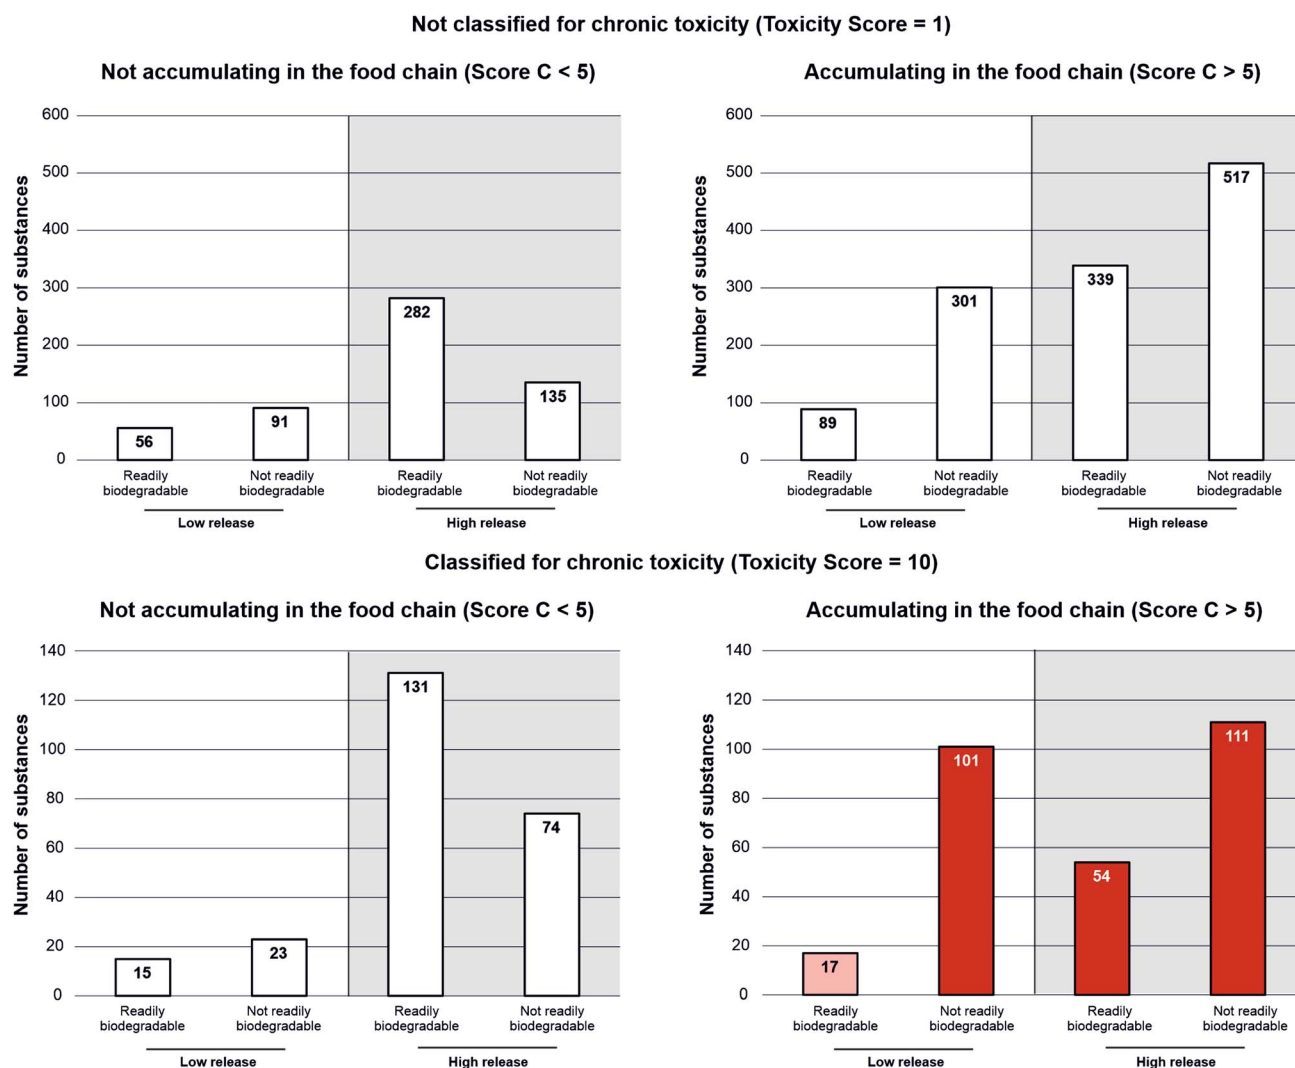 Not classified for chronic toxicity (Toxicity Score = 1)
Not accumulating in the food chain (Score C < 5)
Number of substances
600
500
400
300
200
100
0
56
91
282
135
Readily biodegradable
Not readily biodegradable
Readily biodegradable
Not readily biodegradable
Low release
High release
Accumulating in the food chain (Score C > 5)
Number of substances
600
500
400
300
200
100
0
89
301
339
517
Readily biodegradable
Not readily biodegradable
Readily biodegradable
Not readily biodegradable
Low release
High release
Classified for chronic toxicity (Toxicity Score = 10)
Not accumulating in the food chain (Score C < 5)
Number of substances
140
120
100
80
60
40
20
0
15
23
131
74
Readily biodegradable
Not readily biodegradable
Readily biodegradable
Not readily biodegradable
Low release
High release
Accumulating in the food chain (Score C > 5)
Number of substances
140
120
100
80
60
40
20
0
17
101
54
111
Readily biodegradable
Not readily biodegradable
Readily biodegradable
Not readily biodegradable
Low release
High release